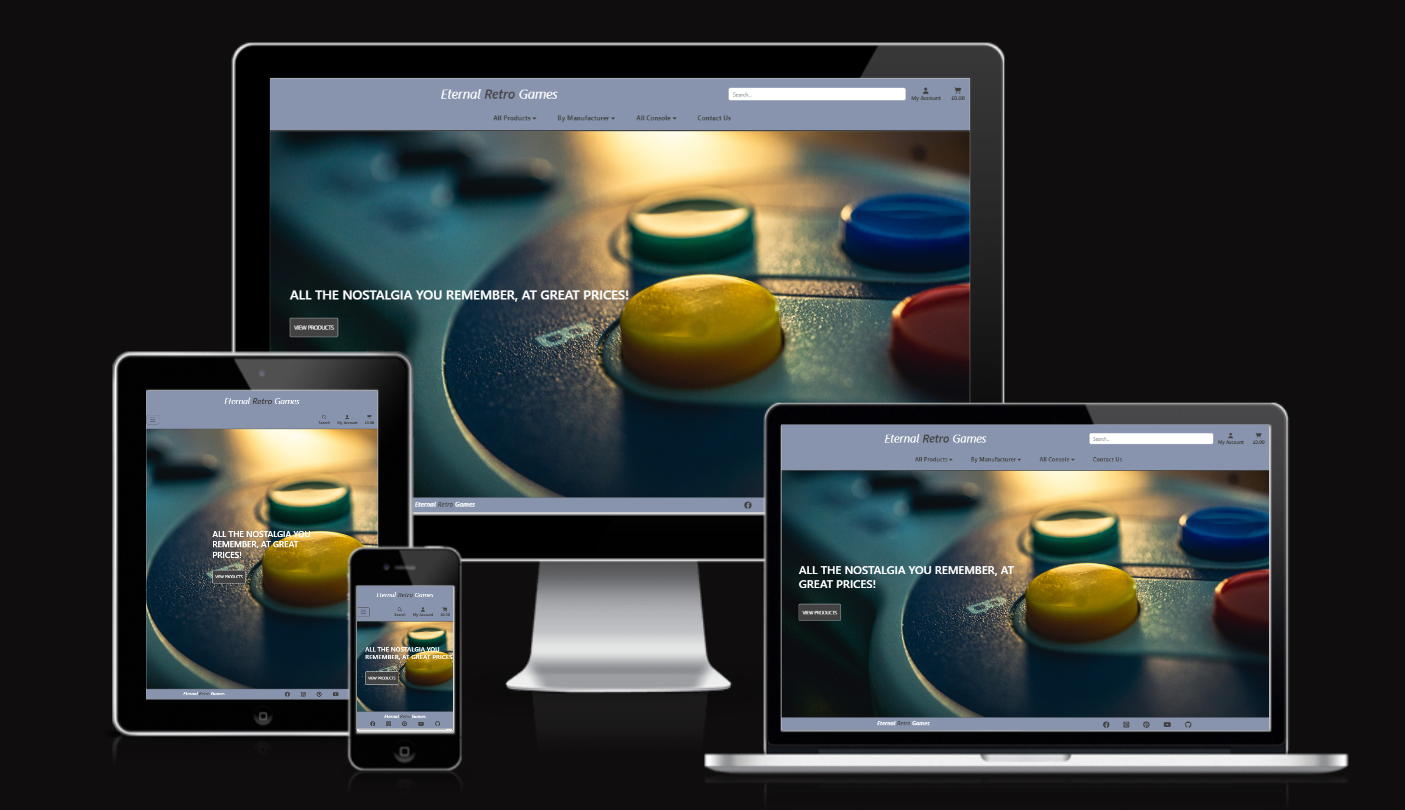 Eternal Retro Games
Search...
My Account
£0.00
All Products
By Manufacturer
All Console
Contact Us
ALL THE NOSTALGIA YOU REMEMBER, AT GREAT PRICES!
VIEW PRODUCTS
B
Eternal Retro Games
Eternal Retro Games
Search
My Account
£0.00
ALL THE NOSTALGIA YOU
REMEMBER, AT GREAT
PRICES!
VIEW PRODUCTS
Eternal Retro Games
Eternal Retro Games
Search
My Account
£0.00
ALL THE NOSTALGIA YOU
REMEMBER, AT GREAT PRICES
VIEW PRODUCTS
Eternal Retro Games
Eternal Retro Games
Search...
My Account
£0.00
All Products
By Manufacturer
All Console
Contact Us
ALL THE NOSTALGIA YOU REMEMBER, AT
GREAT PRICES!
VIEW PRODUCTS
B
Eternal Retro Games